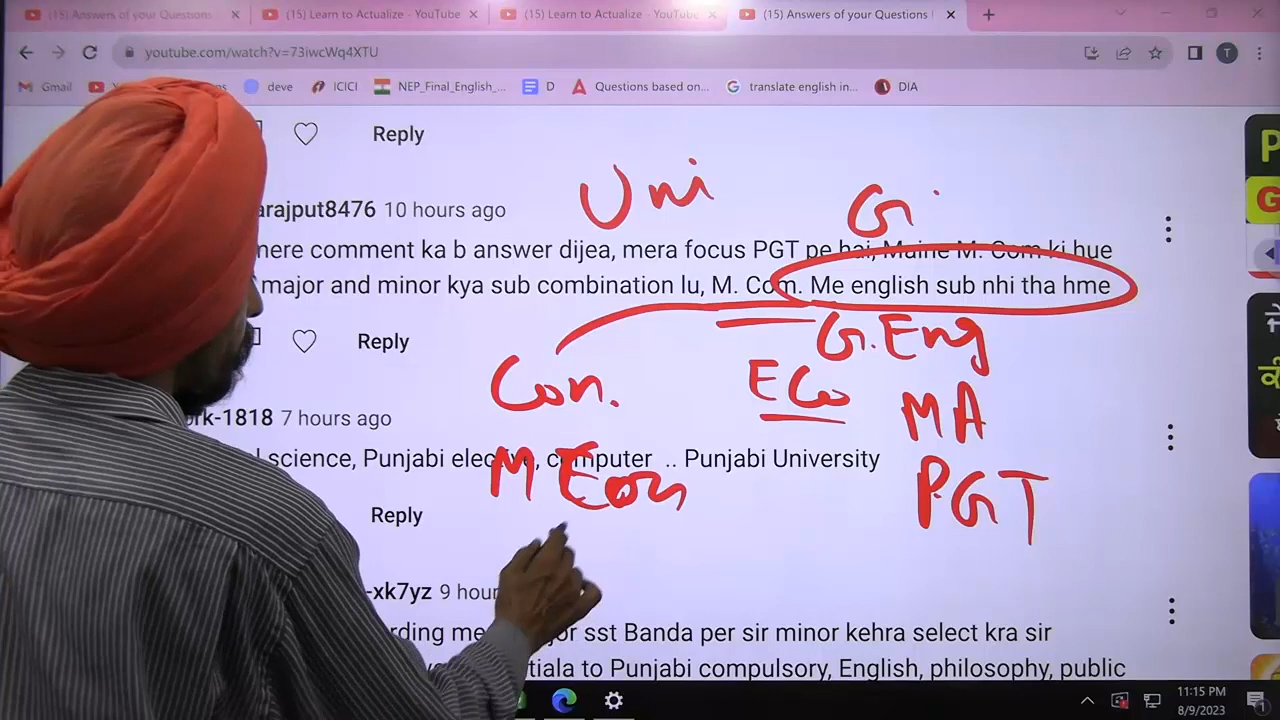 (15) Answers of your Questions (15) Learn to Actualize - YouTube (15) Learn to Actualize - YouTube (15) Answers of your Questions
youtube.com/watch?v=73iwcWq4XTU
Gmail deve ICICI NEP_Final_English_... D Questions based on... translate english in... DIA
Reply
arajput8476 10 hours ago
Uni
G
mere comment ka b answer dijea, mera focus PGT pe hai, Maine M. Com ki hue
major and minor kya sub combination lu, M. Com. Me english sub nhi tha hme
Reply
G.Eng
Com.
ECo
MA
rk-1818 7 hours ago
science, Punjabi elective, computer .. Punjabi University
M Ecom
PGT
Reply
-xk7yz 9 hour
sst Banda per sir minor kehra select kra sir
tiala to Punjabi compulsory, English, philosophy, public
11:15 PM
8/9/2023